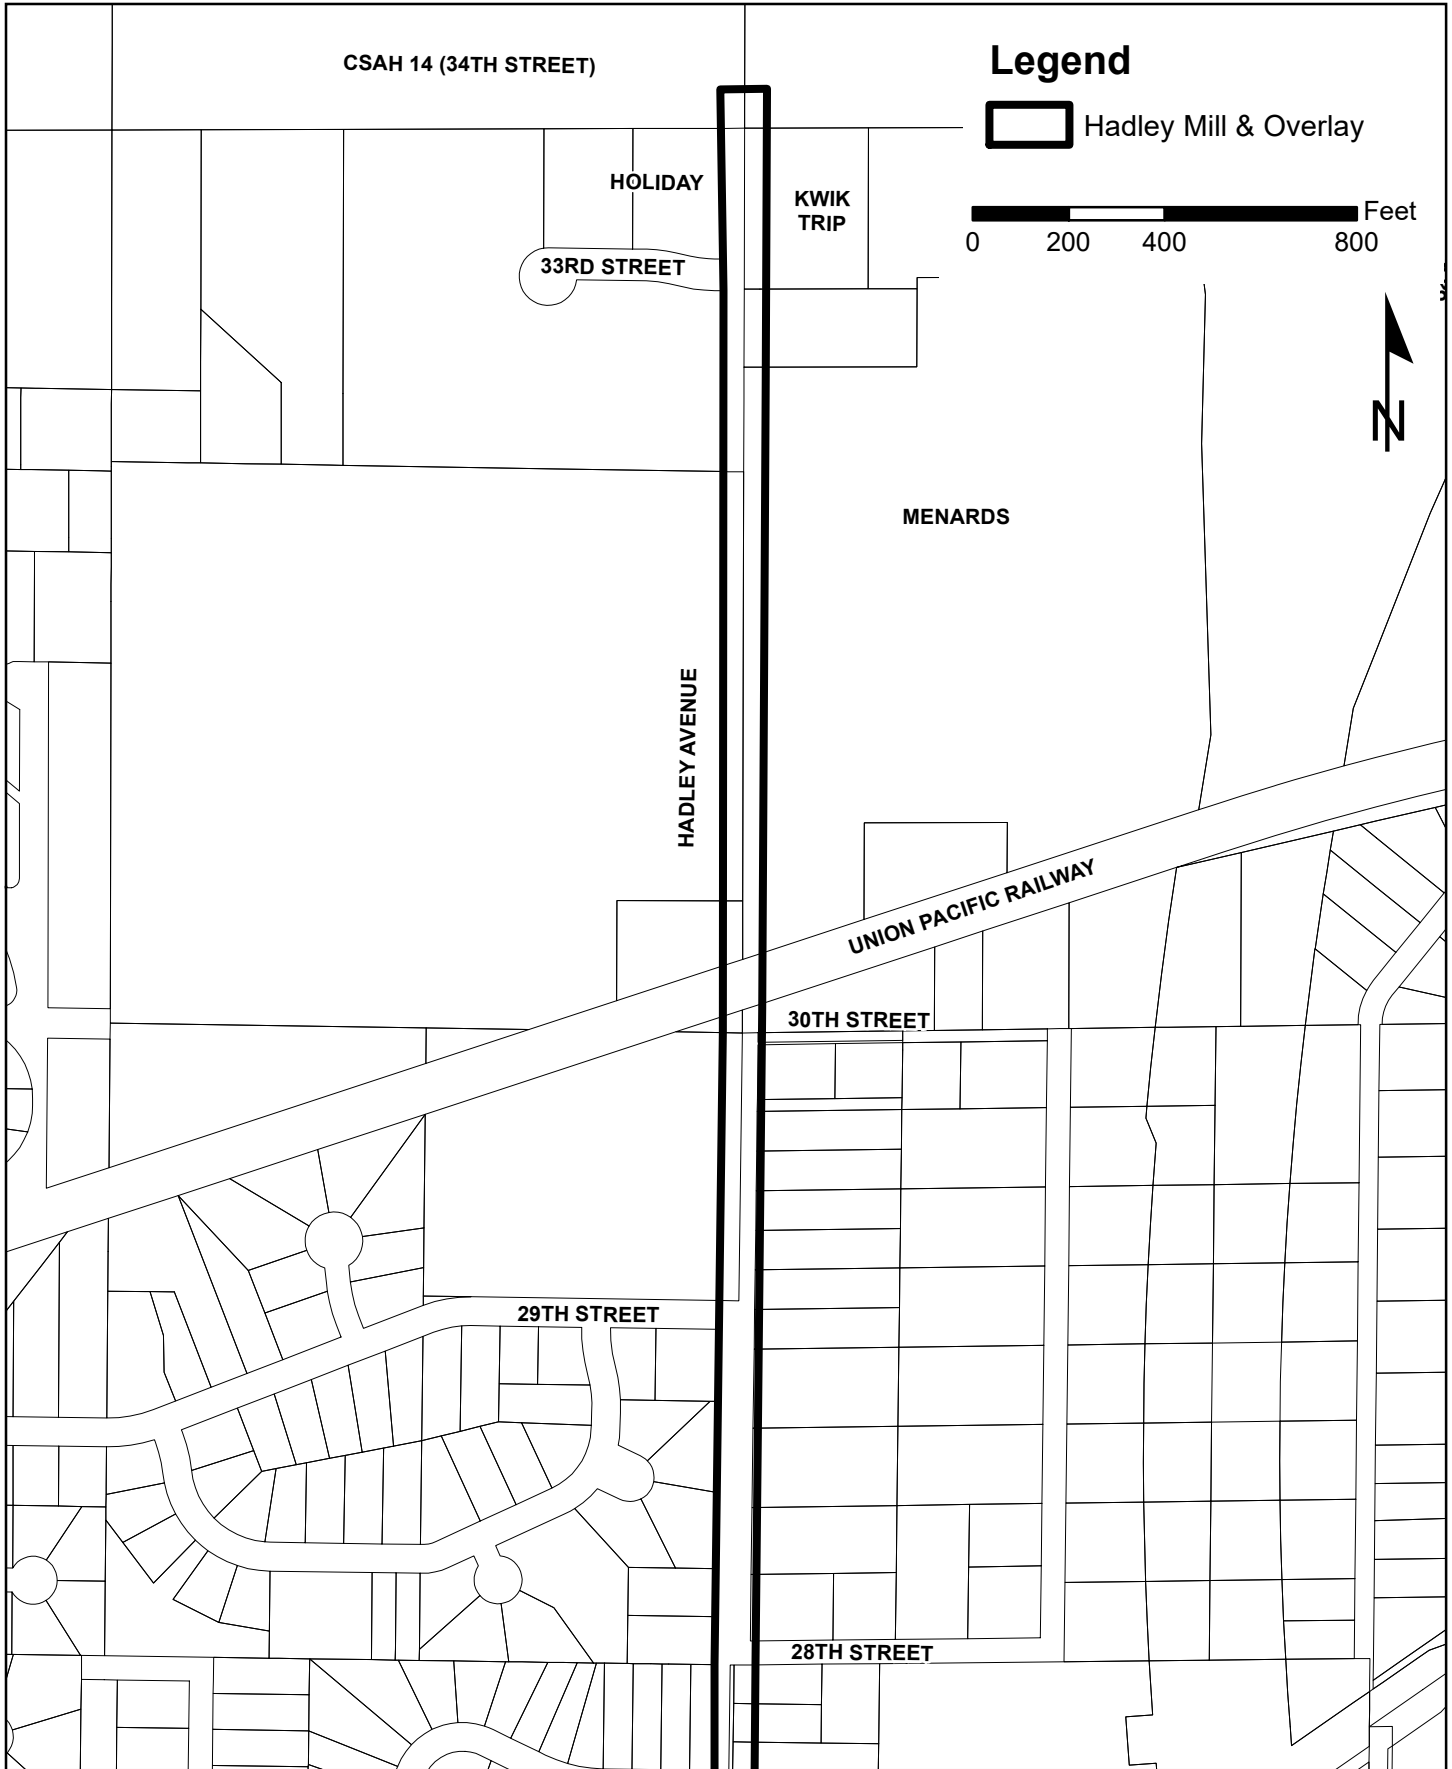 CSAH 14 (34TH STREET)
Legend
Hadley Mill & Overlay
HOLIDAY
KWIK
TRIP
Feet
0 200 400 800
33RD STREET
N
MENARDS
HADLEY AVENUE
UNION PACIFIC RAILWAY
30TH STREET
29TH STREET
28TH STREET